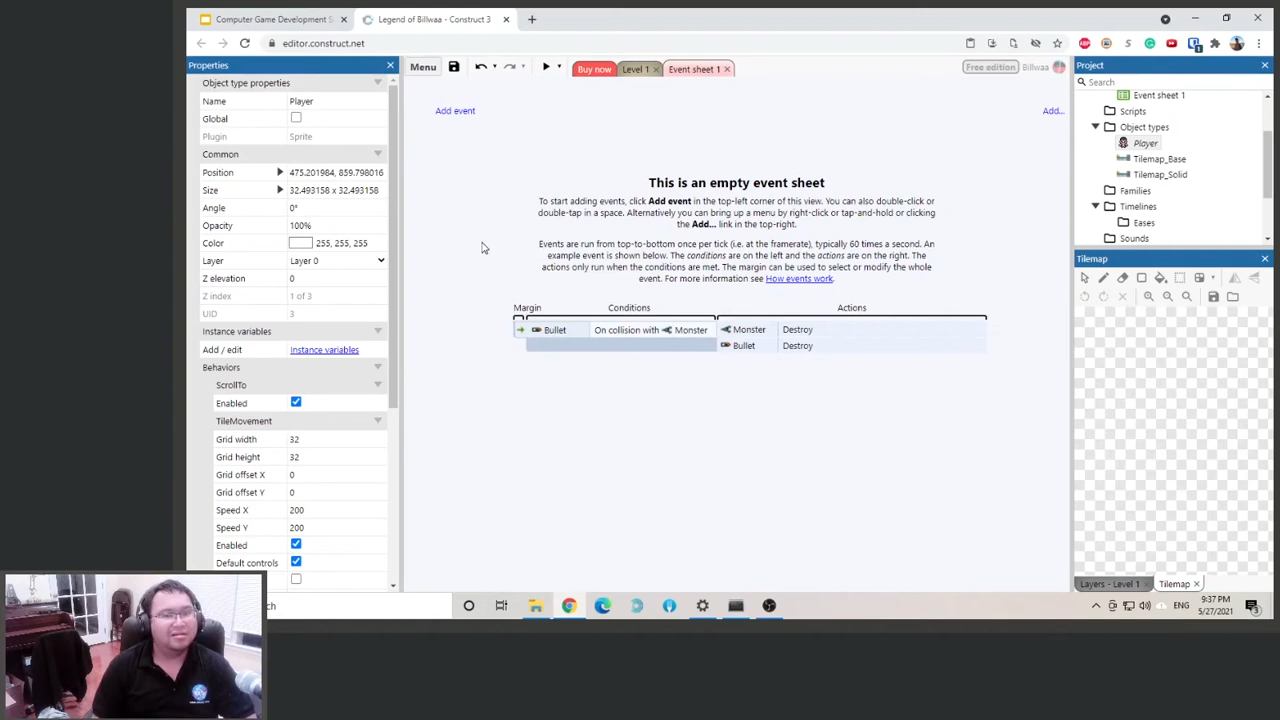 Computer Game Development S
Legend of Billwaa - Construct 3
editor.construct.net
Properties
Menu
Buy now
Level 1
Event sheet 1
Free edition
Billwaa
Project
Object type properties
Name Player
Global
Plugin Sprite
Common
Position 475.201984, 859.798016
Size 32.493158 x 32.493158
Angle 0°
Opacity 100%
Color 255, 255, 255
Layer Layer 0
Z elevation 0
Z index 1 of 3
UID 3
Instance variables
Add / edit Instance variables
Behaviors
ScrollTo
Enabled
TileMovement
Grid width 32
Grid height 32
Grid offset X 0
Grid offset Y 0
Speed X 200
Speed Y 200
Enabled
Default controls
Add event
Add...
This is an empty event sheet
To start adding events, click Add event in the top-left corner of this view. You can also double-click or
double-tap in a space. Alternatively you can bring up a menu by right-click or tap-and-hold or clicking
the Add... link in the top-right.
Events are run from top-to-bottom once per tick (i.e. at the framerate), typically 60 times a second. An
example event is shown below. The conditions are on the left and the actions are on the right. The
actions only run when the conditions are met. The margin can be used to select or modify the whole
event. For more information see How events work.
Margin Conditions Actions
Bullet On collision with Monster Monster Destroy
Bullet Destroy
Search
Event sheet 1
Scripts
Object types
Player
Tilemap_Base
Tilemap_Solid
Families
Timelines
Eases
Sounds
Tilemap
Layers - Level 1
Tilemap
ch
ENG
9:37 PM
5/27/2021